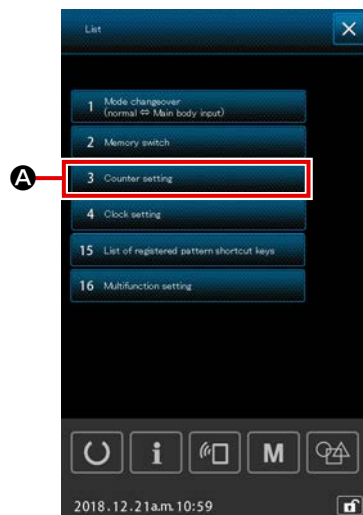 List
1 Mode changeover
(normal ⇔ Main body input)
2 Memory switch
A
3 Counter setting
4 Clock setting
15 List of registered pattern shortcut keys
16 Multifunction setting
i
M
2018.12.21a.m.10:59